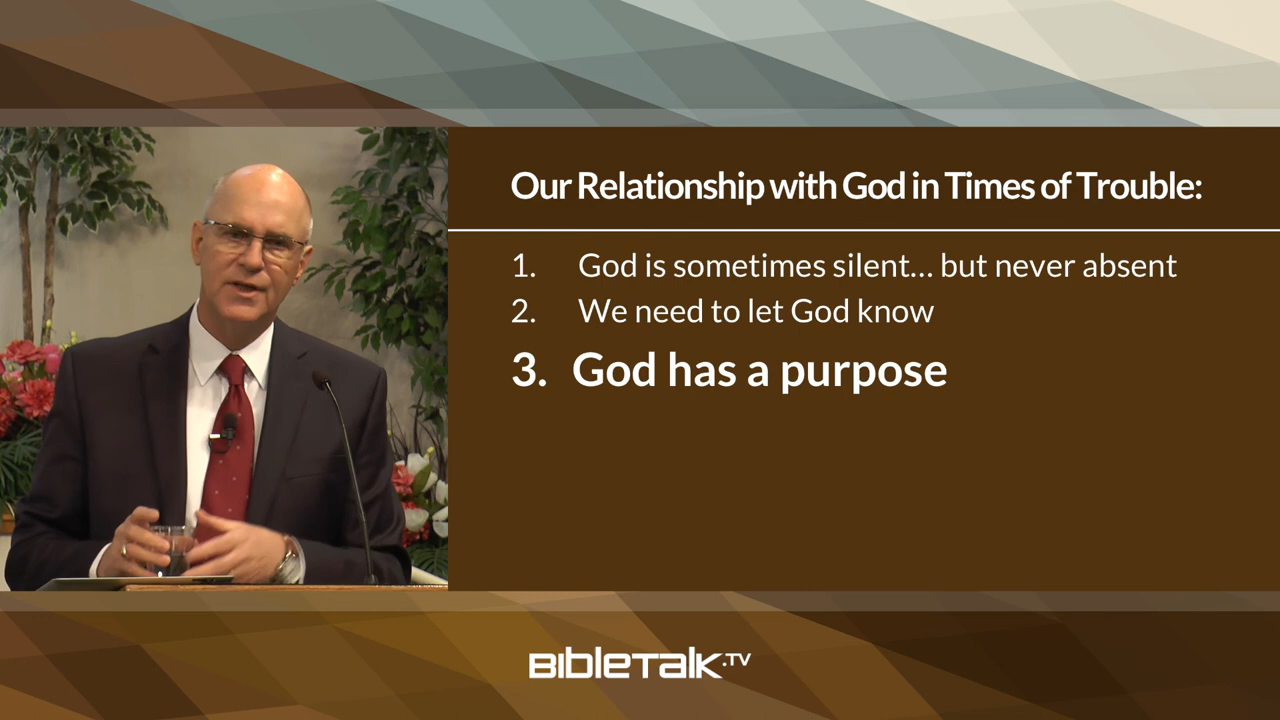 Our Relationship with God in Times of Trouble:
1. God is sometimes silent... but never absent
2. We need to let God know
3. God has a purpose
BIBLETALK.TV